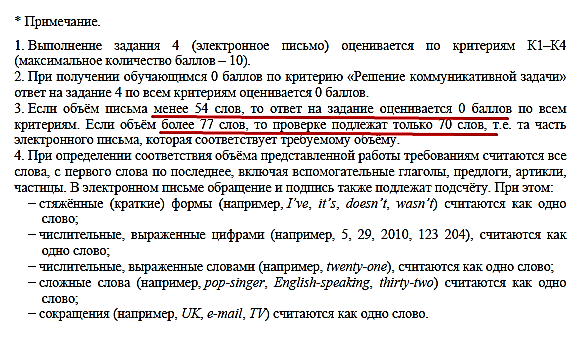 * Примечание.
1. Выполнение задания 4 (электронное письмо) оценивается по критериям К1–К4
(максимальное количество баллов – 10).
2. При получении обучающимся 0 баллов по критерию «Решение коммуникативной задачи»
ответ на задание 4 по всем критериям оценивается 0 баллов.
3. Если объём письма менее 54 слов, то ответ на задание оценивается 0 баллов по всем
критериям. Если объём более 77 слов, то проверке подлежат только 70 слов, т.е. та часть
электронного письма, которая соответствует требуемому объёму.
4. При определении соответствия объёма представленной работы требованиям считаются все
слова, с первого слова по последнее, включая вспомогательные глаголы, предлоги, артикли,
частицы. В электронном письме обращение и подпись также подлежат подсчёту. При этом:
– стяжённые (краткие) формы (например, I've, it's, doesn't, wasn't) считаются как одно
слово;
– числительные, выраженные цифрами (например, 5, 29, 2010, 123 204), считаются как
одно слово;
– числительные, выраженные словами (например, twenty-one), считаются как одно слово;
– сложные слова (например, pop-singer, English-speaking, thirty-two) считаются как одно
слово;
– сокращения (например, UK, e-mail, TV) считаются как одно слово.